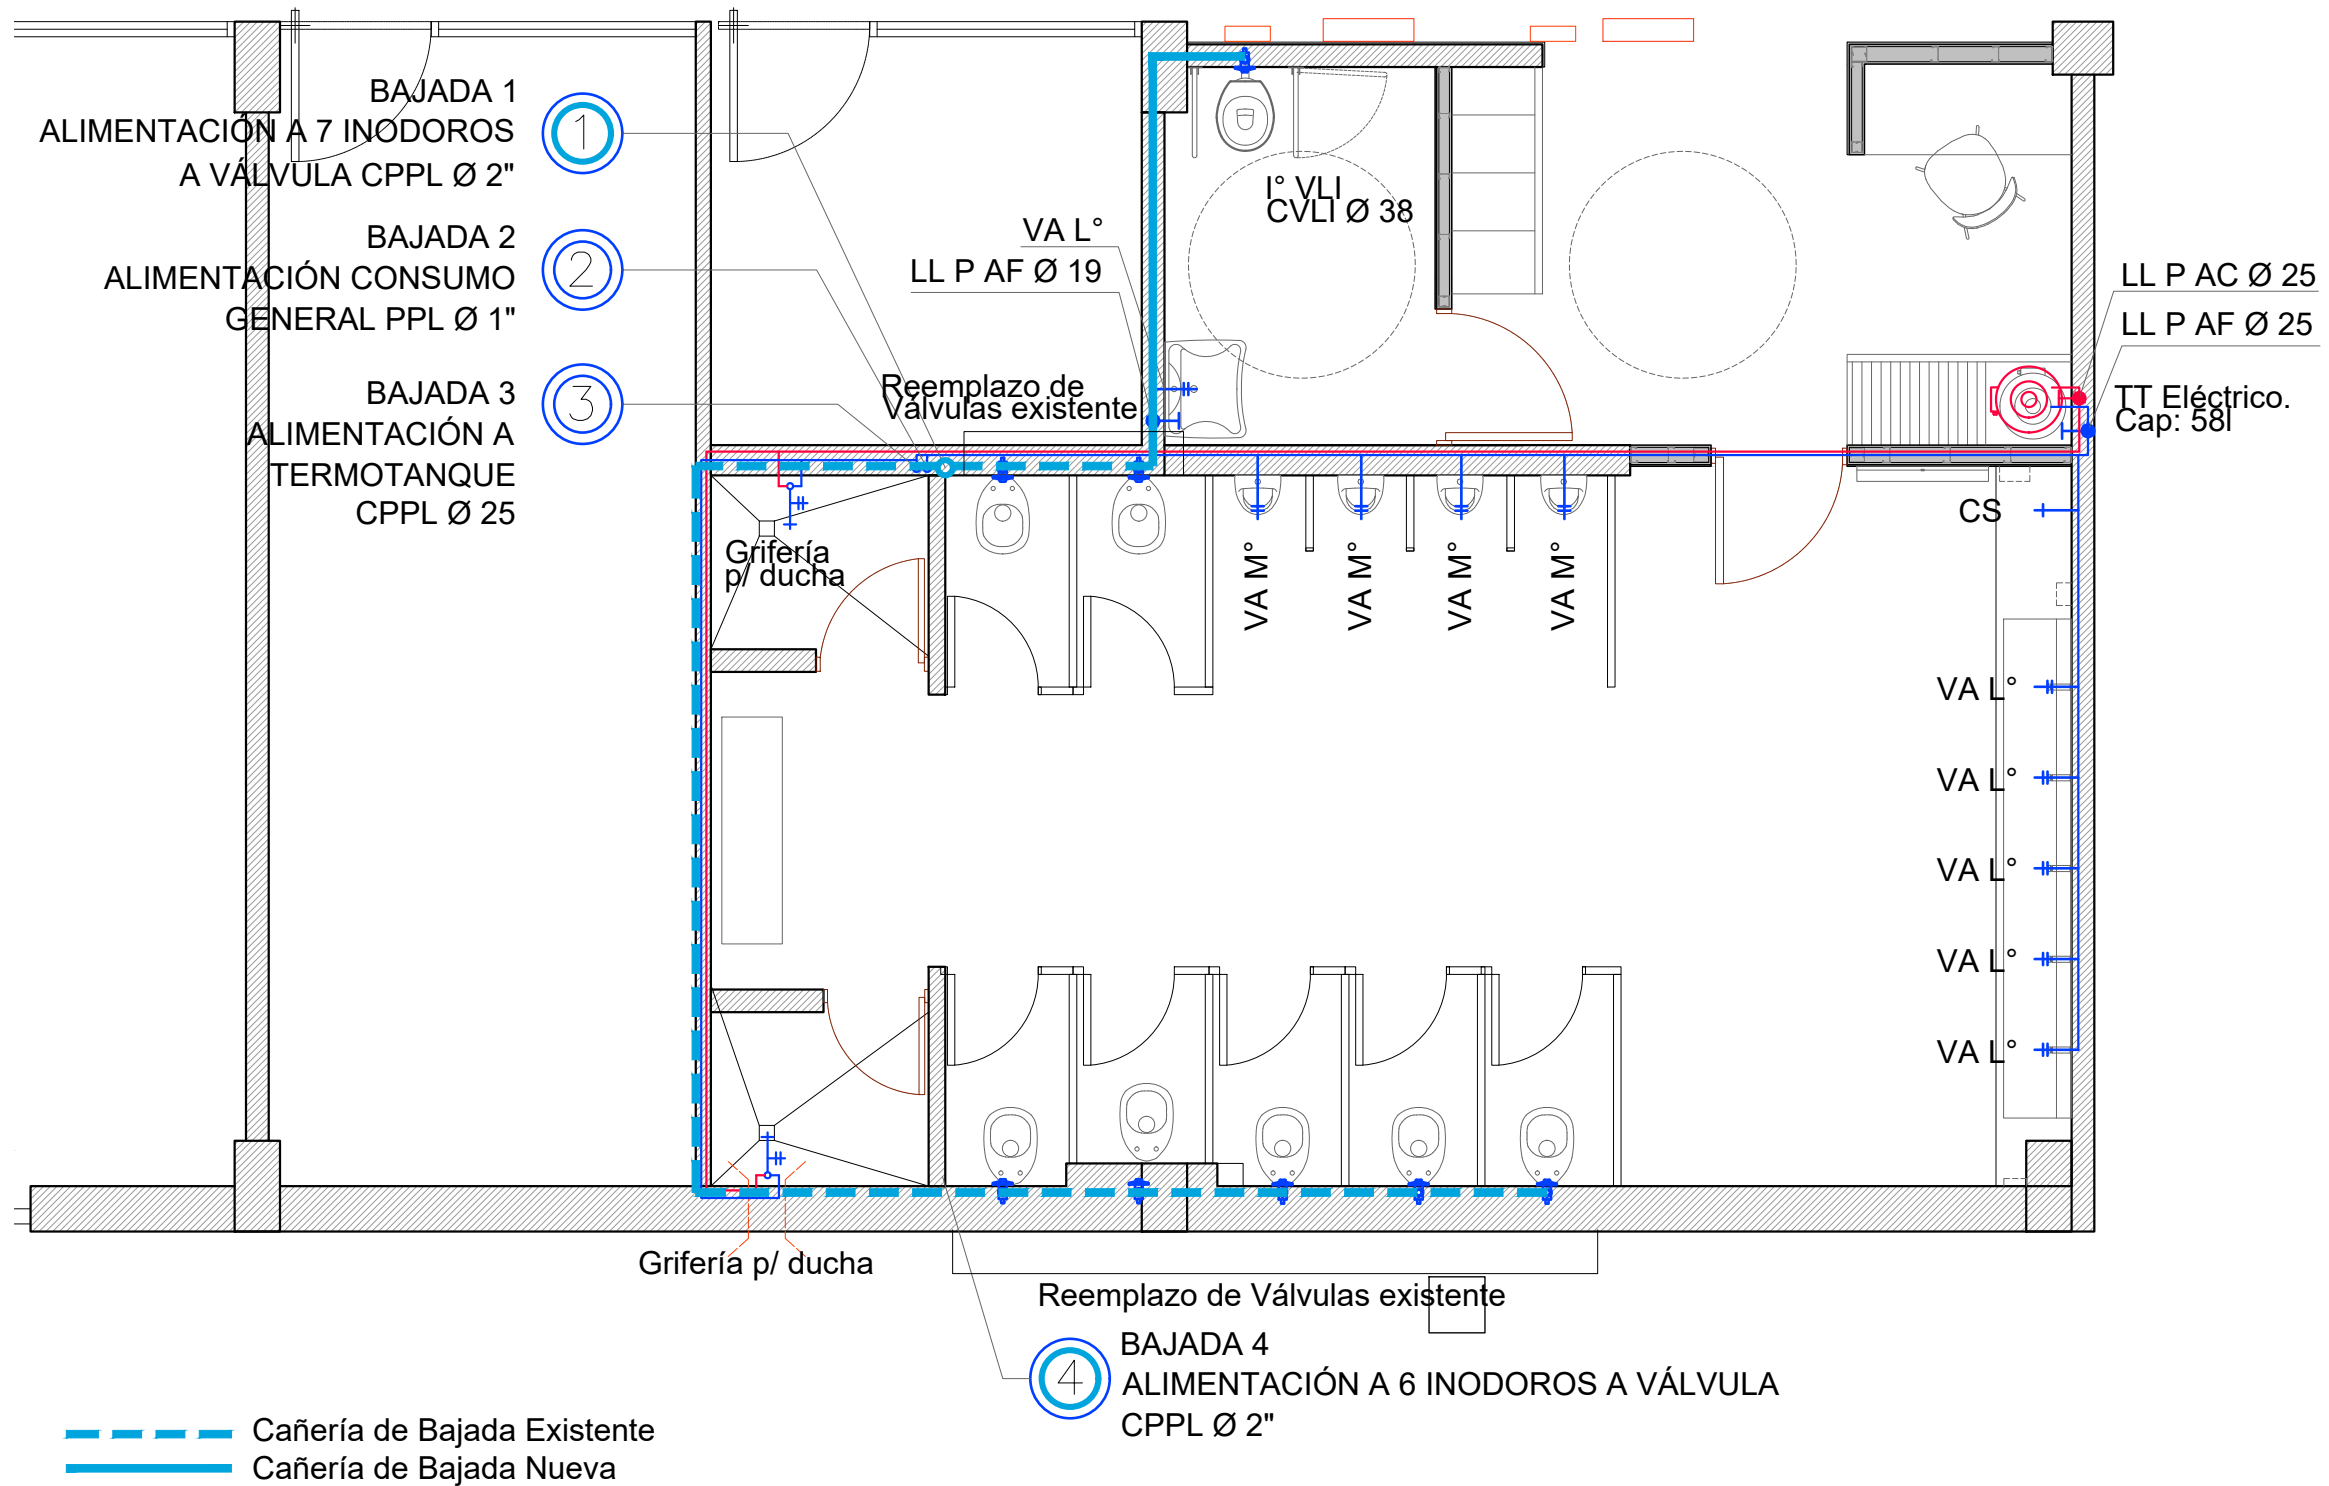 BAJADA 1
ALIMENTACIÓN A 7 INODOROS
A VÁLVULA CPPL Ø 2"
1
BAJADA 2
ALIMENTACIÓN CONSUMO
GENERAL PPL Ø 1"
2
BAJADA 3
ALIMENTACIÓN A
TERMOTANQUE
CPPL Ø 25
3
I° VLI
CVLI Ø 38
VA L°
LL P AF Ø 19
Reemplazo de
Válvulas existente
LL P AC Ø 25
LL P AF Ø 25
TT Eléctrico.
Cap: 58l
CS
Grifería
p/ ducha
VA M°
VA M°
VA M°
VA M°
VA L°
VA L°
VA L°
VA L°
VA L°
Grifería p/ ducha
Reemplazo de Válvulas existente
4
BAJADA 4
ALIMENTACIÓN A 6 INODOROS A VÁLVULA
CPPL Ø 2"
Cañería de Bajada Existente
Cañería de Bajada Nueva